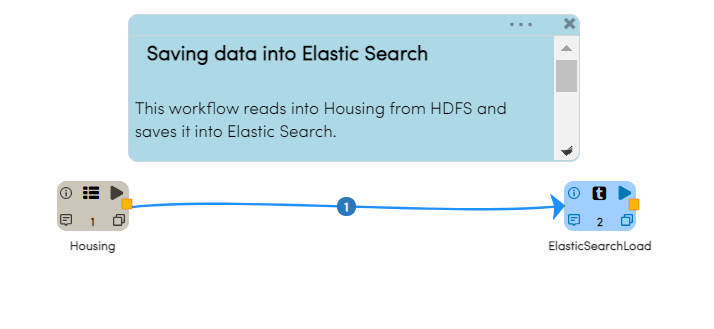 Saving data into Elastic Search
This workflow reads into Housing from HDFS and
saves it into Elastic Search.
1
t
1
2
Housing
ElasticSearchLoad